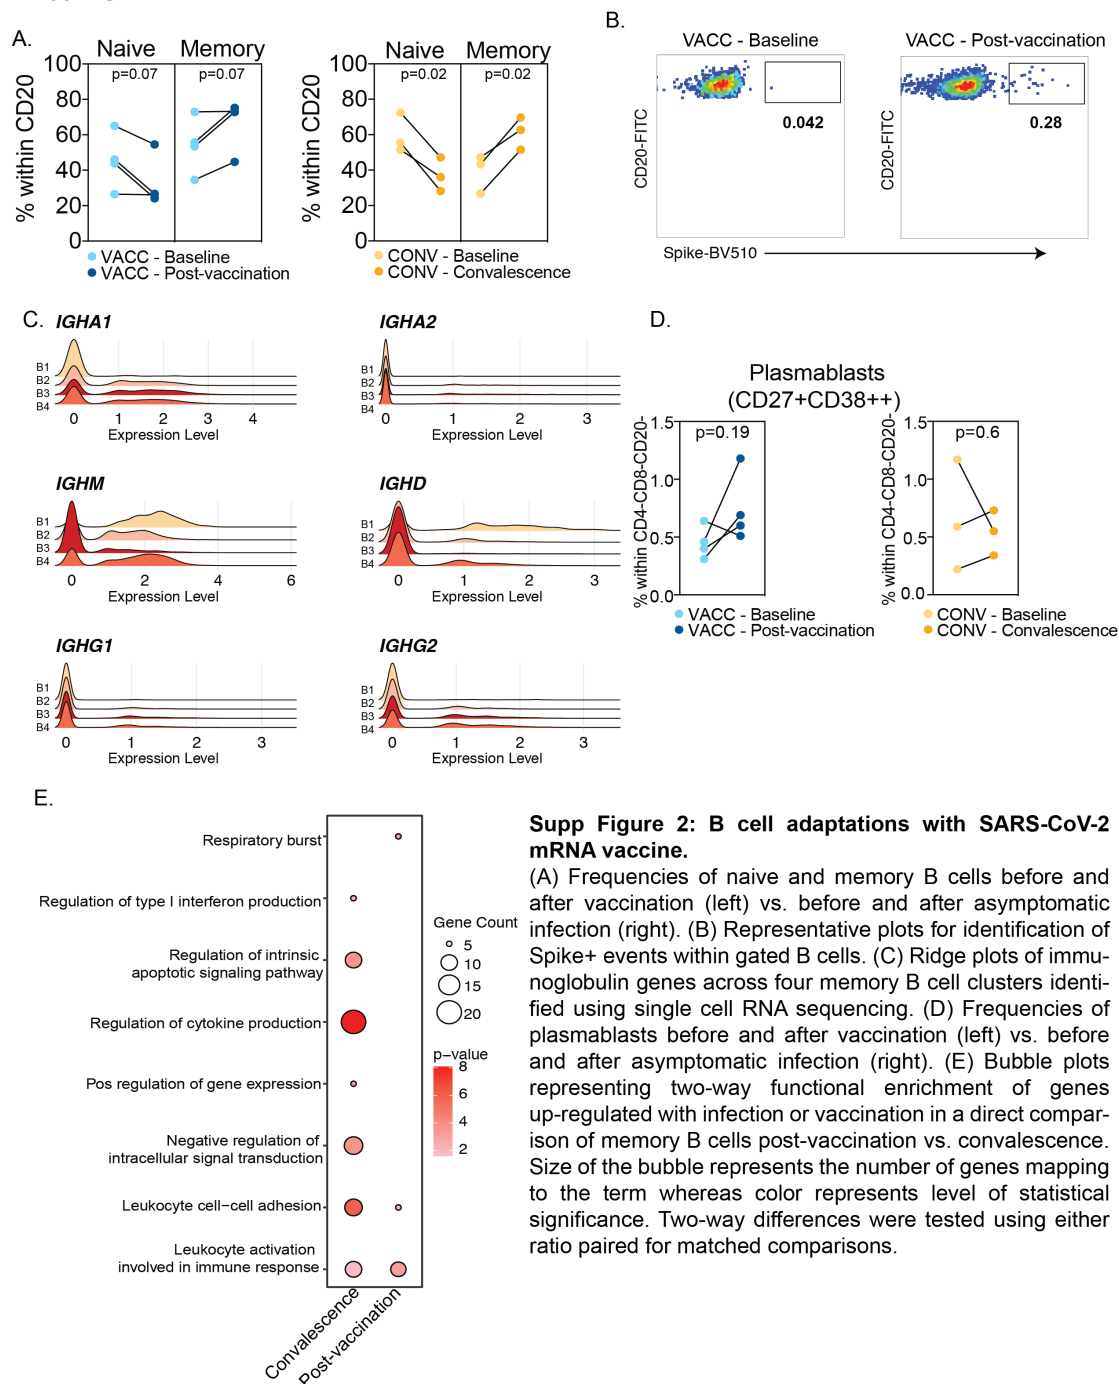 A.
Naive
Memory
p=0.07
p=0.07
% within CD20
100
80
60
40
20
0
VACC - Baseline
VACC - Post-vaccination
Naive
Memory
p=0.02
p=0.02
% within CD20
100
80
60
40
20
0
CONV - Baseline
CONV - Convalescence
B.
VACC - Baseline
VACC - Post-vaccination
CD20-FITC
0.042
CD20-FITC
0.28
Spike-BV510
C.
IGHA1
B1
B2
B3
B4
0 1 2 3 4
Expression Level
IGHA2
B1
B2
B3
B4
0 1 2 3
Expression Level
IGHM
B1
B2
B3
B4
0 2 4 6
Expression Level
IGHD
B1
B2
B3
B4
0 1 2 3
Expression Level
IGHG1
B1
B2
B3
B4
0 1 2 3
Expression Level
IGHG2
B1
B2
B3
B4
0 1 2 3
Expression Level
D.
Plasmablasts
(CD27+CD38++)
% within CD4-CD8-CD20-
1.5
1.0
0.5
0.0
p=0.19
VACC - Baseline
VACC - Post-vaccination
% within CD4-CD8-CD20-
1.5
1.0
0.5
0.0
p=0.6
CONV - Baseline
CONV - Convalescence
E.
Respiratory burst
Regulation of type I interferon production
Regulation of intrinsic
apoptotic signaling pathway
Regulation of cytokine production
Pos regulation of gene expression
Negative regulation of
intracellular signal transduction
Leukocyte cell−cell adhesion
Leukocyte activation
involved in immune response
Convalescence
Post-vaccination
Gene Count
5
10
15
20
p−value
8
6
4
2
Supp Figure 2: B cell adaptations with SARS-CoV-2
mRNA vaccine.
(A) Frequencies of naive and memory B cells before and
after vaccination (left) vs. before and after asymptomatic
infection (right). (B) Representative plots for identification of
Spike+ events within gated B cells. (C) Ridge plots of immu-
noglobulin genes across four memory B cell clusters identi-
fied using single cell RNA sequencing. (D) Frequencies of
plasmablasts before and after vaccination (left) vs. before
and after asymptomatic infection (right). (E) Bubble plots
representing two-way functional enrichment of genes
up-regulated with infection or vaccination in a direct compar-
ison of memory B cells post-vaccination vs. convalescence.
Size of the bubble represents the number of genes mapping
to the term whereas color represents level of statistical
significance. Two-way differences were tested using either
ratio paired for matched comparisons.